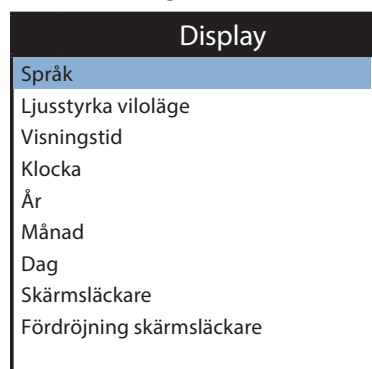 Display
Språk
Ljusstyrka viloläge
Visningstid
Klocka
År
Månad
Dag
Skärmsläckare
Fördröjning skärmsläckare